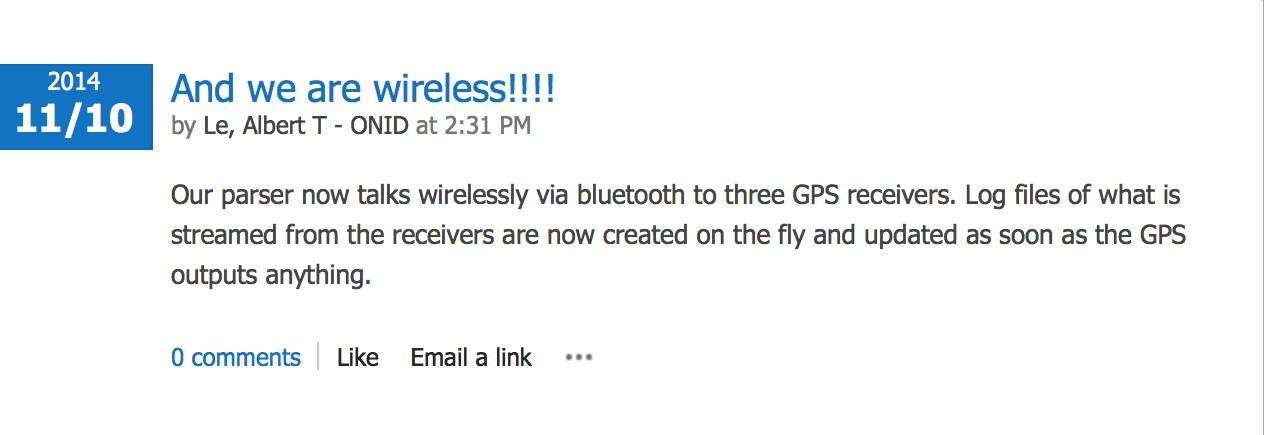 2014
11/10
And we are wireless!!!!
by Le, Albert T - ONID at 2:31 PM
Our parser now talks wirelessly via bluetooth to three GPS receivers. Log files of what is
streamed from the receivers are now created on the fly and updated as soon as the GPS
outputs anything.
0 comments Like Email a link •••